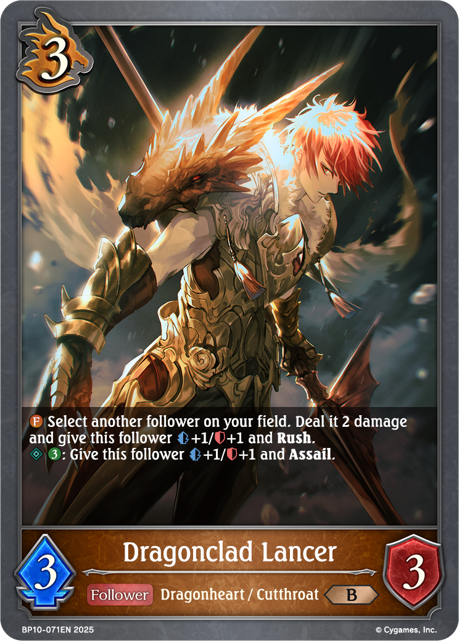 3
F Select another follower on your field. Deal it 2 damage
and give this follower +1/+1 and Rush.
3: Give this follower +1/+1 and Assail.
Dragonclad Lancer
3
Follower Dragonheart / Cutthroat B
3
BP10-071EN 2025 © Cygames, Inc.